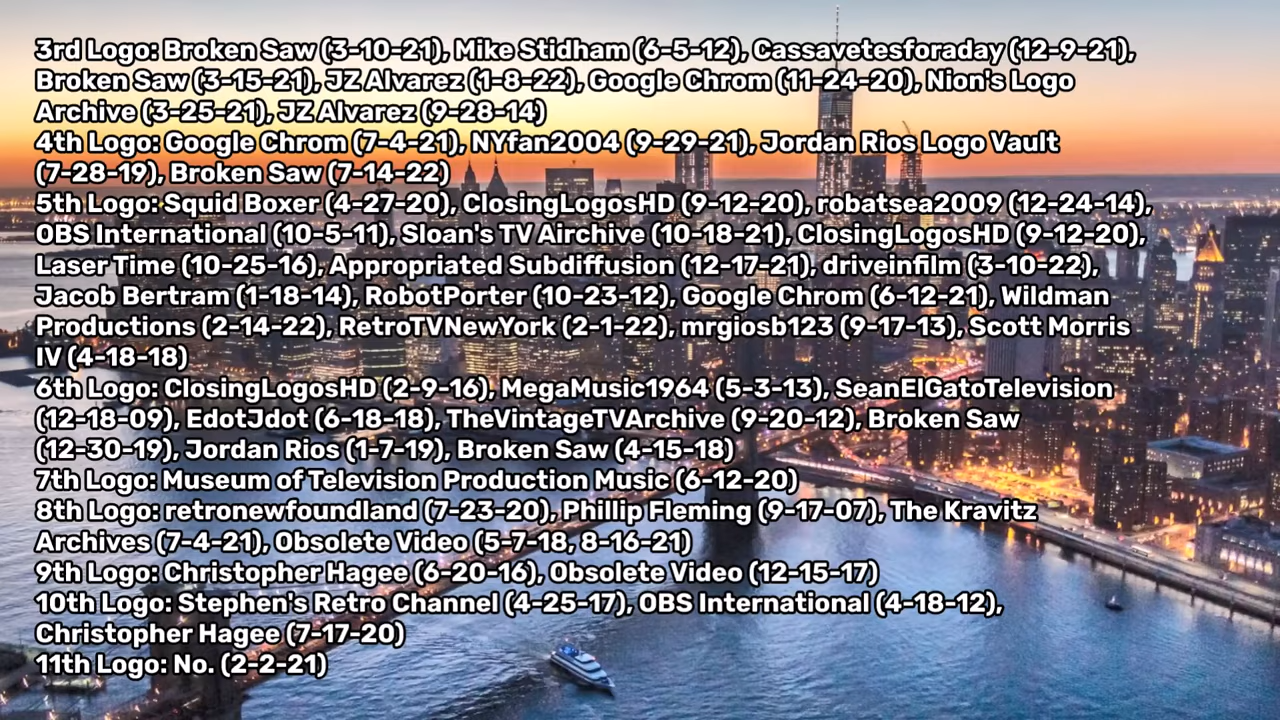 3rd Logo: Broken Saw (3-10-21), Mike Stidham (6-5-12), Cassavetesforaday (12-9-21),
Broken Saw (3-15-21), JZ Alvarez (1-8-22), Google Chrom (11-24-20), Nion's Logo
Archive (3-25-21), JZ Alvarez (9-28-14)
4th Logo: Google Chrom (7-4-21), NYfan2004 (9-29-21), Jordan Rios Logo Vault
(7-28-19), Broken Saw (7-14-22)
5th Logo: Squid Boxer (4-27-20), ClosingLogosHD (9-12-20), robatsea2009 (12-24-14),
OBS International (10-5-11), Sloan's TV Airchive (10-18-21), ClosingLogosHD (9-12-20),
Laser Time (10-25-16), Appropriated Subdiffusion (12-17-21), driveinfilm (3-10-22),
Jacob Bertram (1-18-14), RobotPorter (10-23-12), Google Chrom (6-12-21), Wildman
Productions (2-14-22), RetroTVNewYork (2-1-22), mrgiosb123 (9-17-13), Scott Morris
IV (4-18-18)
6th Logo: ClosingLogosHD (2-9-16), MegaMusic1964 (5-3-13), SeanElGatoTelevision
(12-18-09), EdotJdot (6-18-18), TheVintageTVArchive (9-20-12), Broken Saw
(12-30-19), Jordan Rios (1-7-19), Broken Saw (4-15-18)
7th Logo: Museum of Television Production Music (6-12-20)
8th Logo: retronewfoundland (7-23-20), Phillip Fleming (9-17-07), The Kravitz
Archives (7-4-21), Obsolete Video (5-7-18, 8-16-21)
9th Logo: Christopher Hagee (6-20-16), Obsolete Video (12-15-17)
10th Logo: Stephen's Retro Channel (4-25-17), OBS International (4-18-12),
Christopher Hagee (7-17-20)
11th Logo: No. (2-2-21)